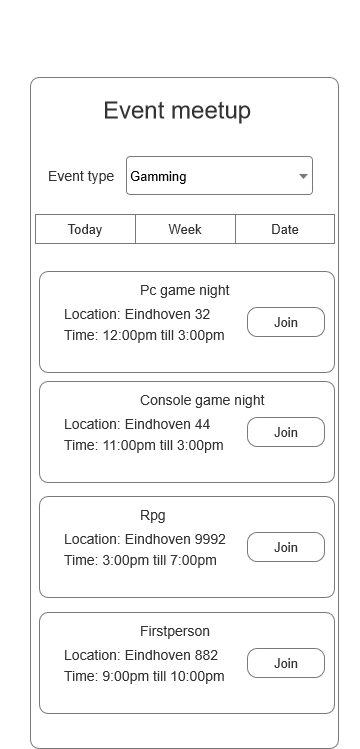 Event meetup
Event type Gamming
Today Week Date
Pc game night
Location: Eindhoven 32
Time: 12:00pm till 3:00pm
Join
Console game night
Location: Eindhoven 44
Time: 11:00pm till 3:00pm
Join
Rpg
Location: Eindhoven 9992
Time: 3:00pm till 7:00pm
Join
Firstperson
Location: Eindhoven 882
Time: 9:00pm till 10:00pm
Join